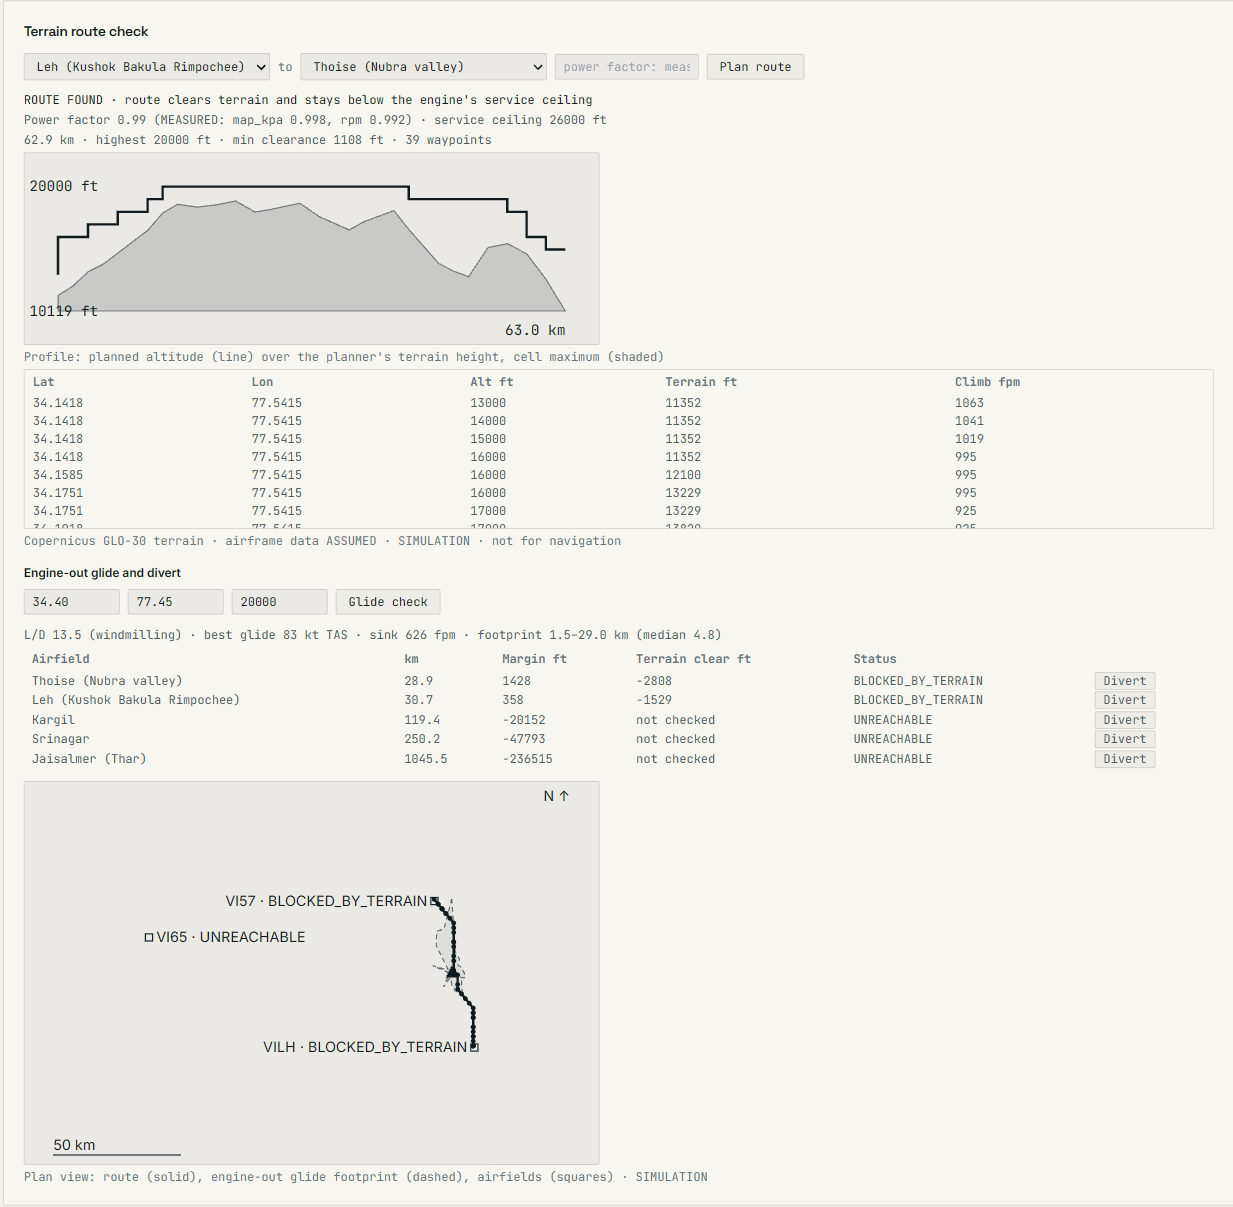 Terrain route check
Leh (Kushok Bakula Rimpochee) to Thoise (Nubra valley) power factor: meas Plan route
ROUTE FOUND · route clears terrain and stays below the engine's service ceiling
Power factor 0.99 (MEASURED: map_kpa 0.998, rpm 0.992) · service ceiling 26000 ft
62.9 km · highest 20000 ft · min clearance 1108 ft · 39 waypoints
20000 ft
10119 ft
63.0 km
Profile: planned altitude (line) over the planner's terrain height, cell maximum (shaded)
Lat Lon Alt ft Terrain ft Climb fpm
34.1418 77.5415 13000 11352 1063
34.1418 77.5415 14000 11352 1041
34.1418 77.5415 15000 11352 1019
34.1418 77.5415 16000 11352 995
34.1585 77.5415 16000 12100 995
34.1751 77.5415 16000 13229 995
34.1751 77.5415 17000 13229 925
34.1918 77.5415 17000 13820 925
Copernicus GLO-30 terrain · airframe data ASSUMED · SIMULATION · not for navigation
Engine-out glide and divert
34.40 77.45 20000 Glide check
L/D 13.5 (windmilling) · best glide 83 kt TAS · sink 626 fpm · footprint 1.5–29.0 km (median 4.8)
Airfield km Margin ft Terrain clear ft Status
Thoise (Nubra valley) 28.9 1428 -2808 BLOCKED_BY_TERRAIN Divert
Leh (Kushok Bakula Rimpochee) 30.7 358 -1529 BLOCKED_BY_TERRAIN Divert
Kargil 119.4 -20152 not checked UNREACHABLE Divert
Srinagar 250.2 -47793 not checked UNREACHABLE Divert
Jaisalmer (Thar) 1045.5 -236515 not checked UNREACHABLE Divert
N ↑
VI57 · BLOCKED_BY_TERRAIN
VI65 · UNREACHABLE
VILH · BLOCKED_BY_TERRAIN
50 km
Plan view: route (solid), engine-out glide footprint (dashed), airfields (squares) · SIMULATION